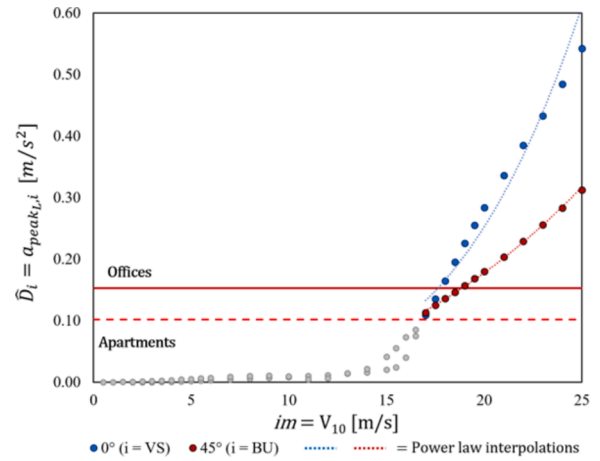 0.60
0.50
0.40
0.30
0.20
0.10
0.00
D̂ᵢ = a_peak_L,i [m/s²]
Offices
Apartments
0 5 10 15 20 25
im = V₁₀ [m/s]
0° (i = VS) 45° (i = BU) = Power law interpolations